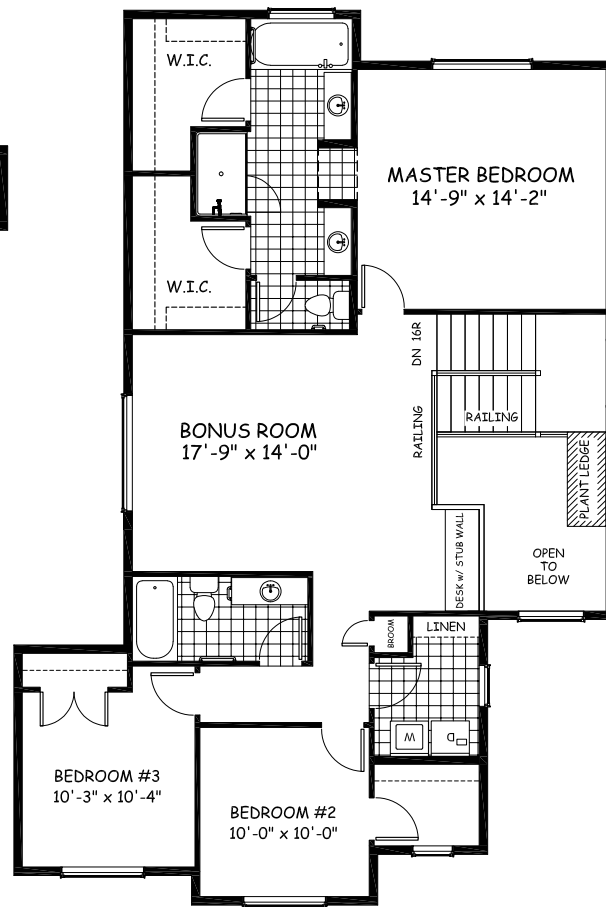 W.I.C.
MASTER BEDROOM
14'-9" x 14'-2"
W.I.C.
DN 16R
RAILING
RAILING
BONUS ROOM
17'-9" x 14'-0"
PLANT LEDGE
DESK w/ STUB WALL
OPEN
TO
BELOW
BROOM
LINEN
W
D
BEDROOM #3
10'-3" x 10'-4"
BEDROOM #2
10'-0" x 10'-0"